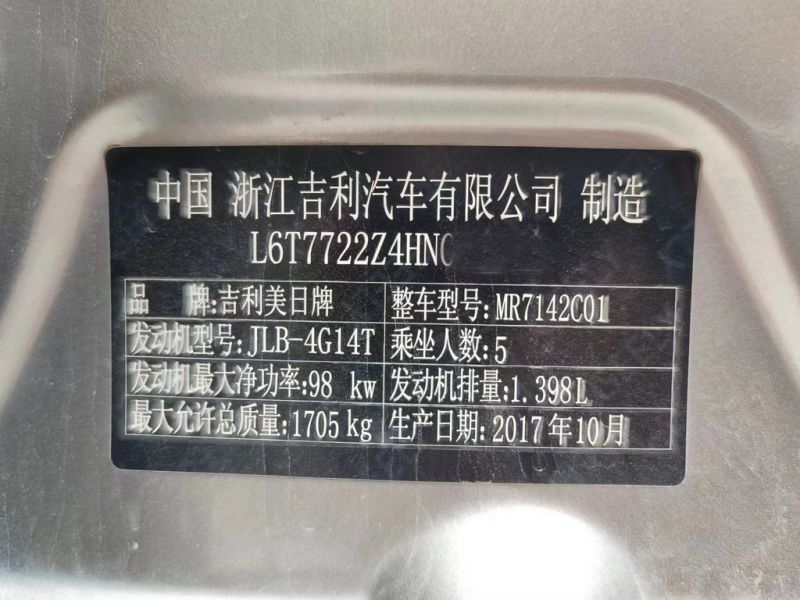 中国 浙江吉利汽车有限公司 制造
L6T7722Z4HN
品 牌:吉利美日牌 整车型号:MR7142C01
发动机型号:JLB-4G14T 乘坐人数:5
发动机最大净功率:98 kw 发动机排量:1.398L
最大允许总质量:1705kg 生产日期:2017年10月